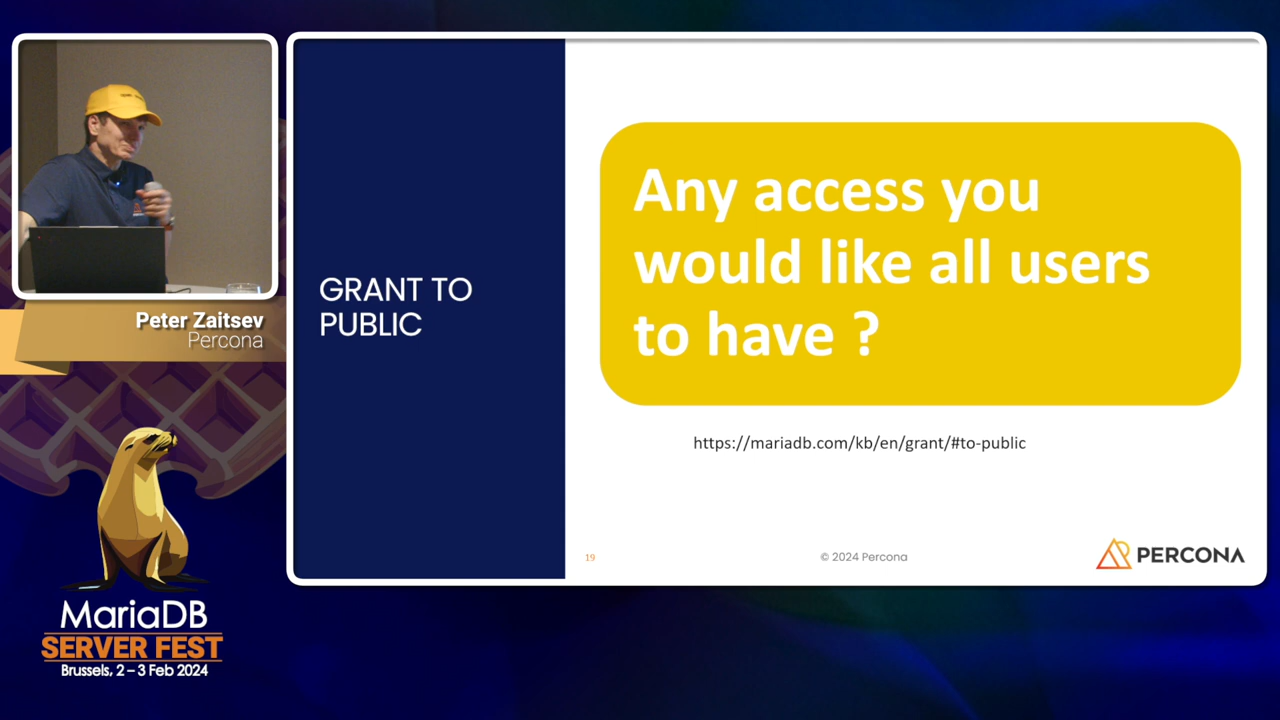 Peter Zaitsev
Percona
MariaDB
SERVER FEST
Brussels, 2 – 3 Feb 2024
GRANT TO
PUBLIC
Any access you
would like all users
to have ?
https://mariadb.com/kb/en/grant/#to-public
19
© 2024 Percona
PERCONA